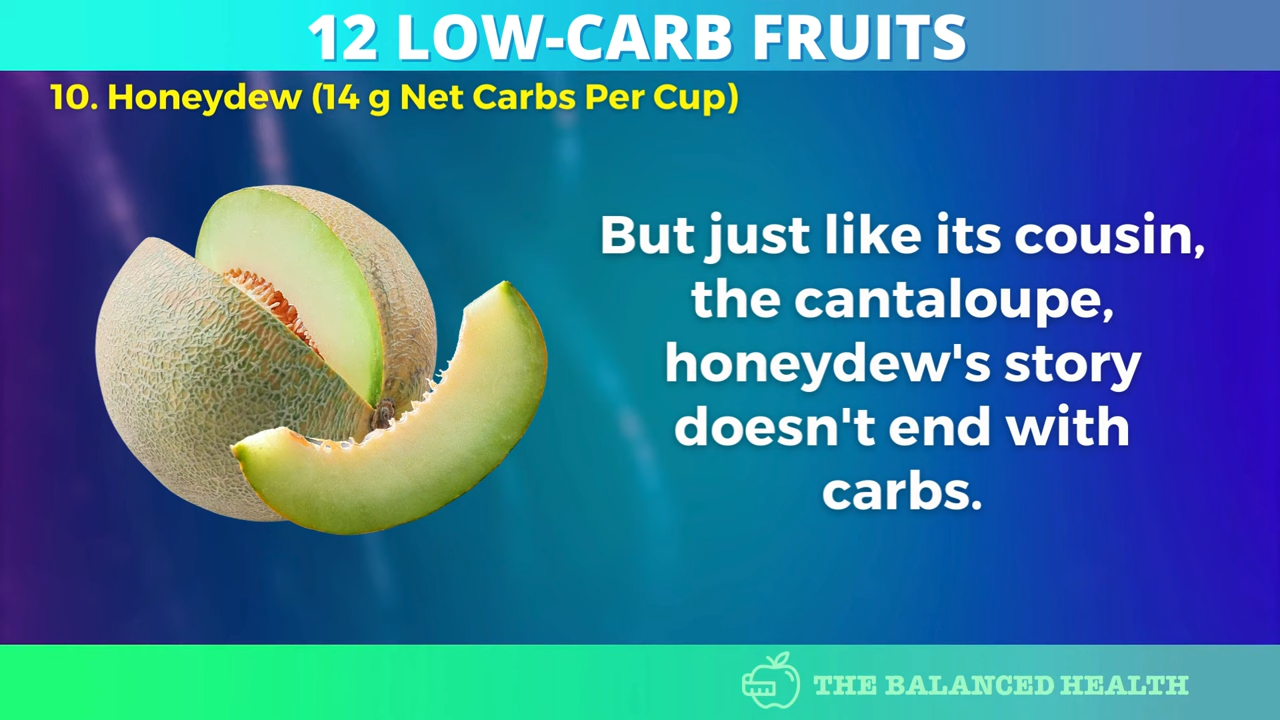 12 LOW-CARB FRUITS
10. Honeydew (14 g Net Carbs Per Cup)
But just like its cousin,
the cantaloupe,
honeydew's story
doesn't end with
carbs.
THE BALANCED HEALTH